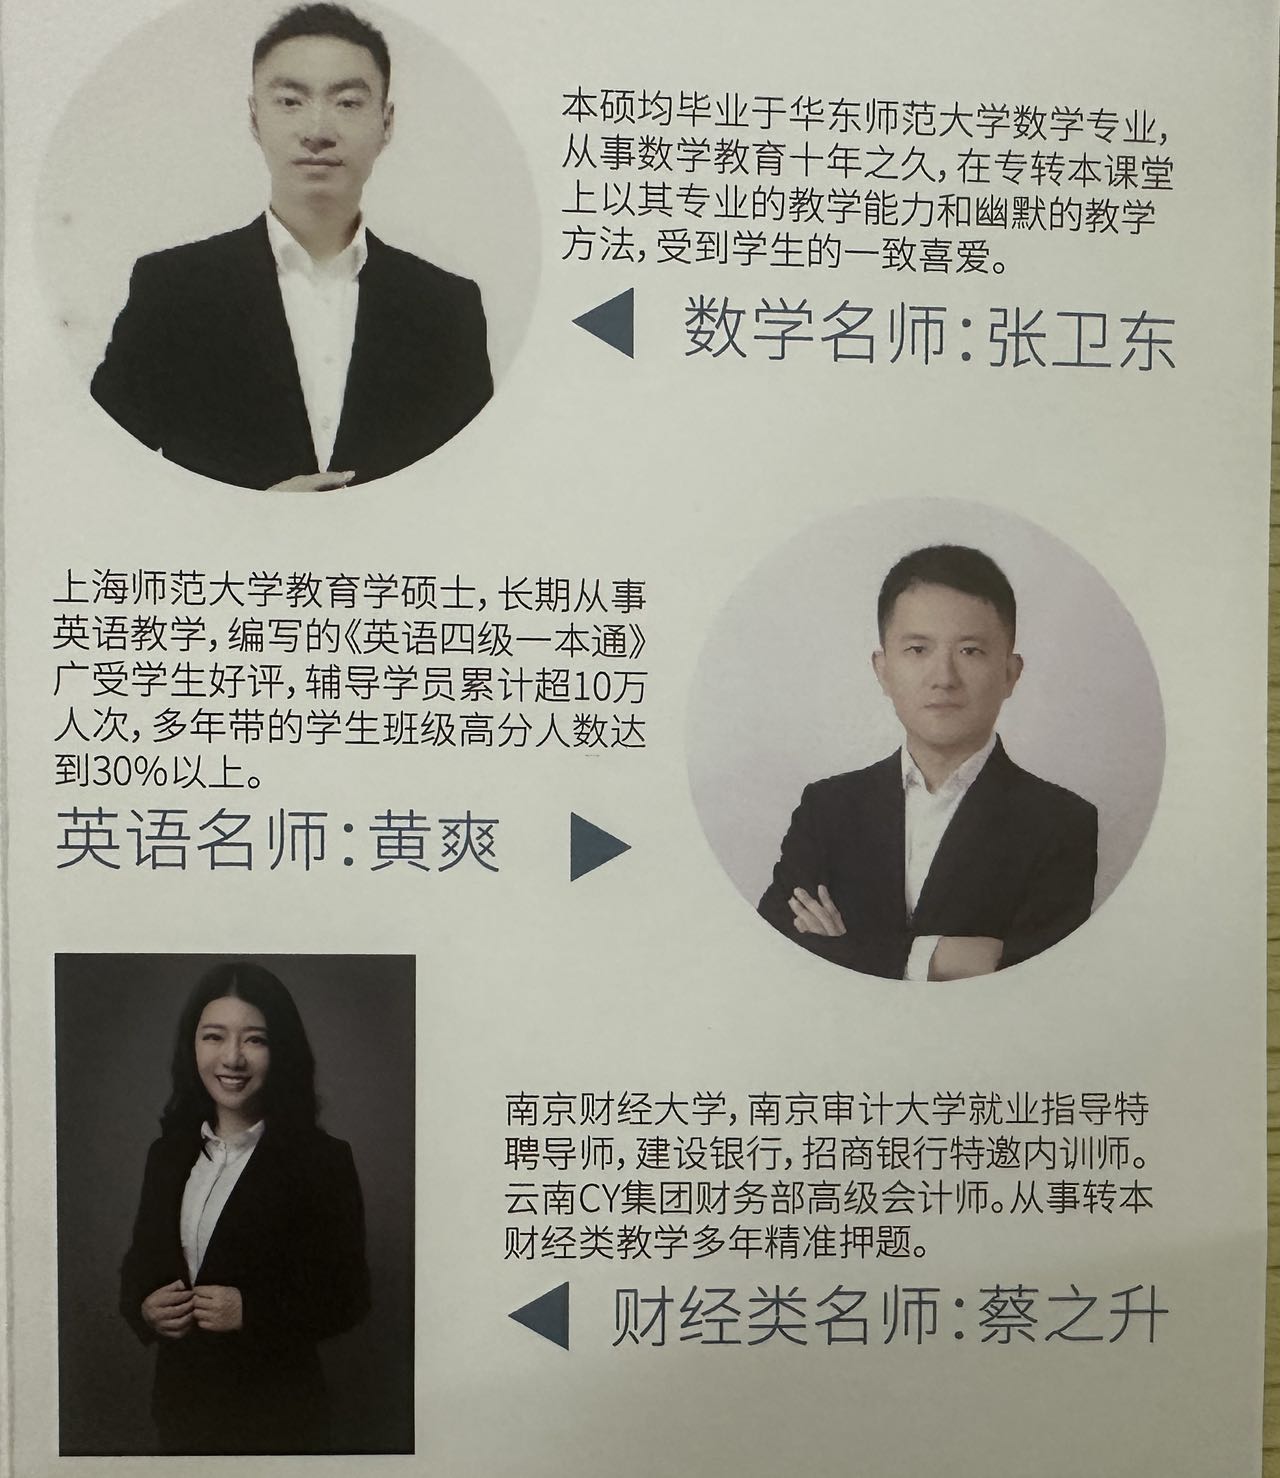 本硕均毕业于华东师范大学数学专业,
从事数学教育十年之久,在专转本课堂
上以其专业的教学能力和幽默的教学
方法,受到学生的一致喜爱。
数学名师:张卫东
上海师范大学教育学硕士,长期从事
英语教学,编写的《英语四级一本通》
广受学生好评,辅导学员累计超10万
人次,多年带的学生班级高分人数达
到30%以上。
英语名师:黄爽
南京财经大学,南京审计大学就业指导特
聘导师,建设银行,招商银行特邀内训师。
云南CY集团财务部高级会计师。从事转本
财经类教学多年精准押题。
财经类名师:蔡之升